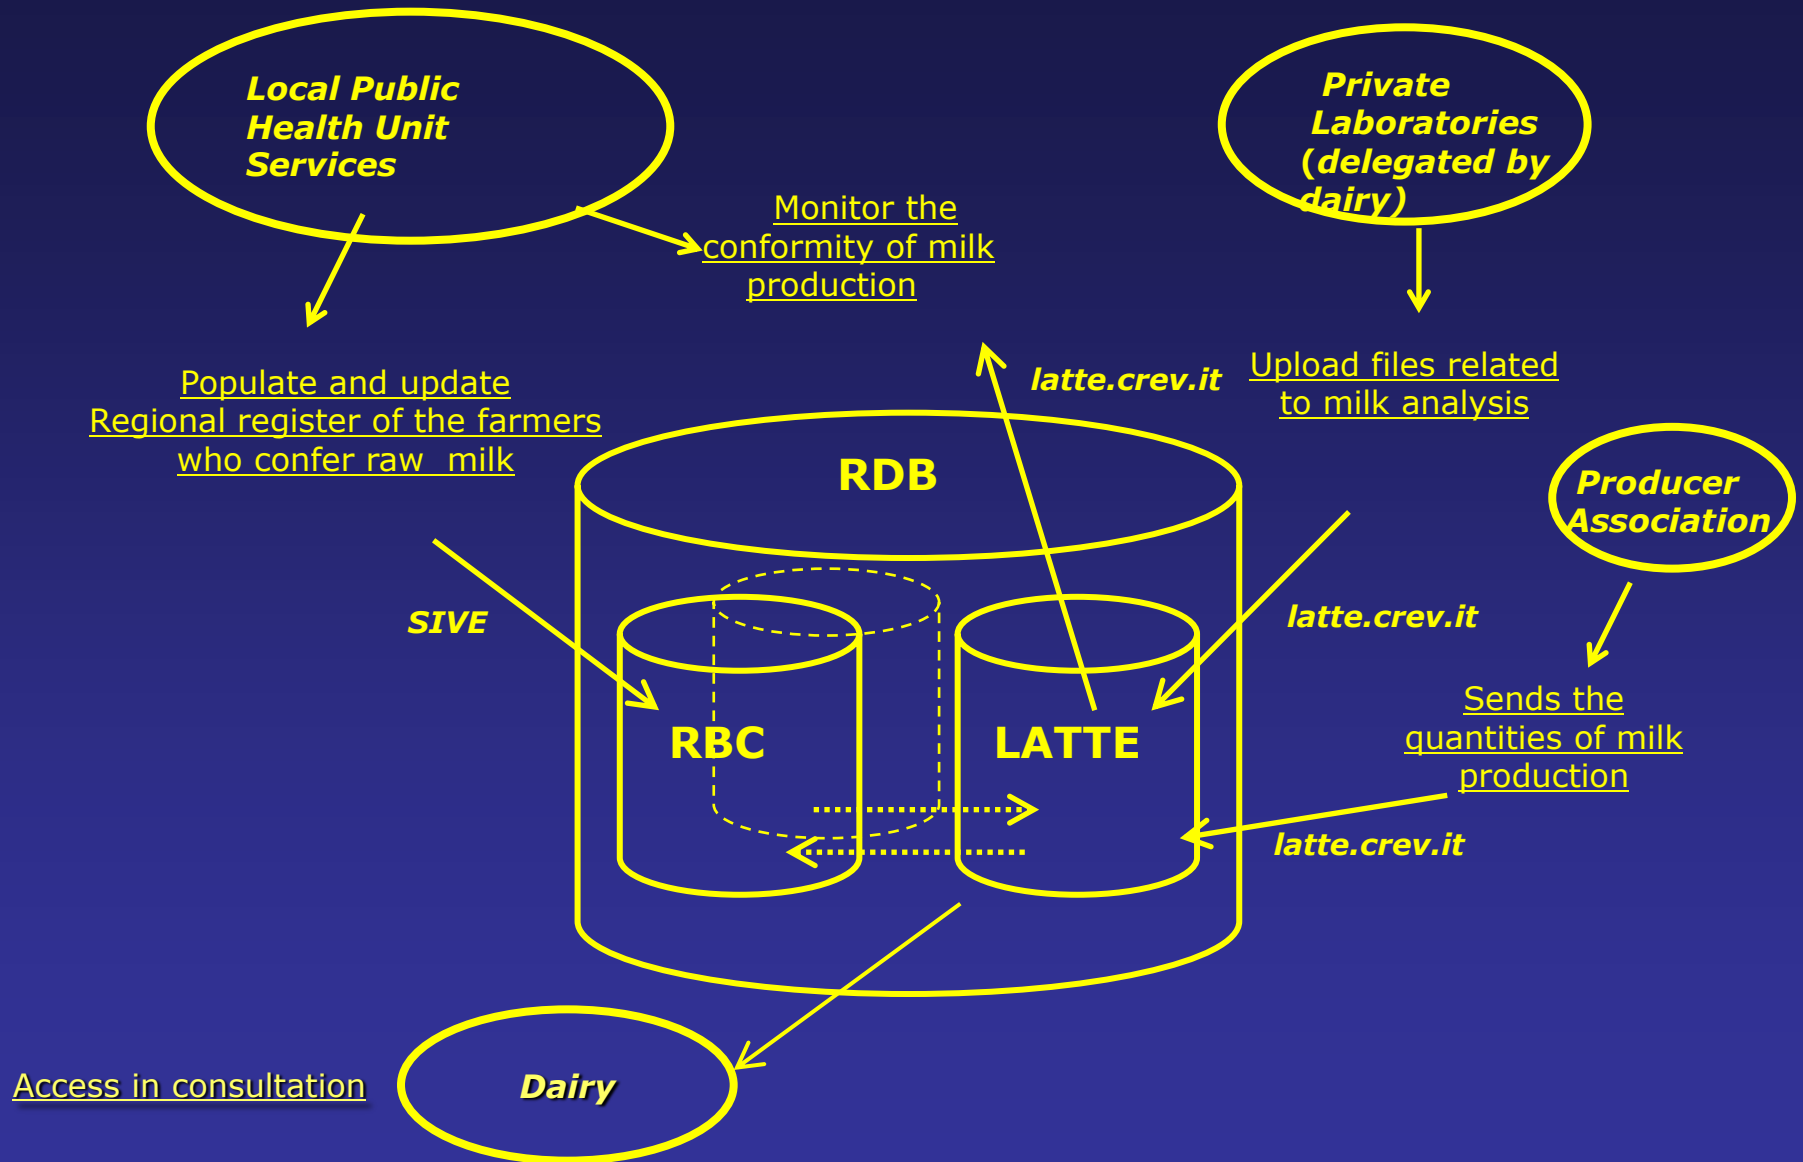 Local Public
Health Unit
Services
Private
Laboratories
(delegated by
dairy)
Monitor the
conformity of milk
production
Populate and update
Regional register of the farmers
who confer raw milk
latte.crev.it
Upload files related
to milk analysis
RDB
Producer
Association
SIVE
latte.crev.it
RBC
LATTE
Sends the
quantities of milk
production
latte.crev.it
Access in consultation
Dairy